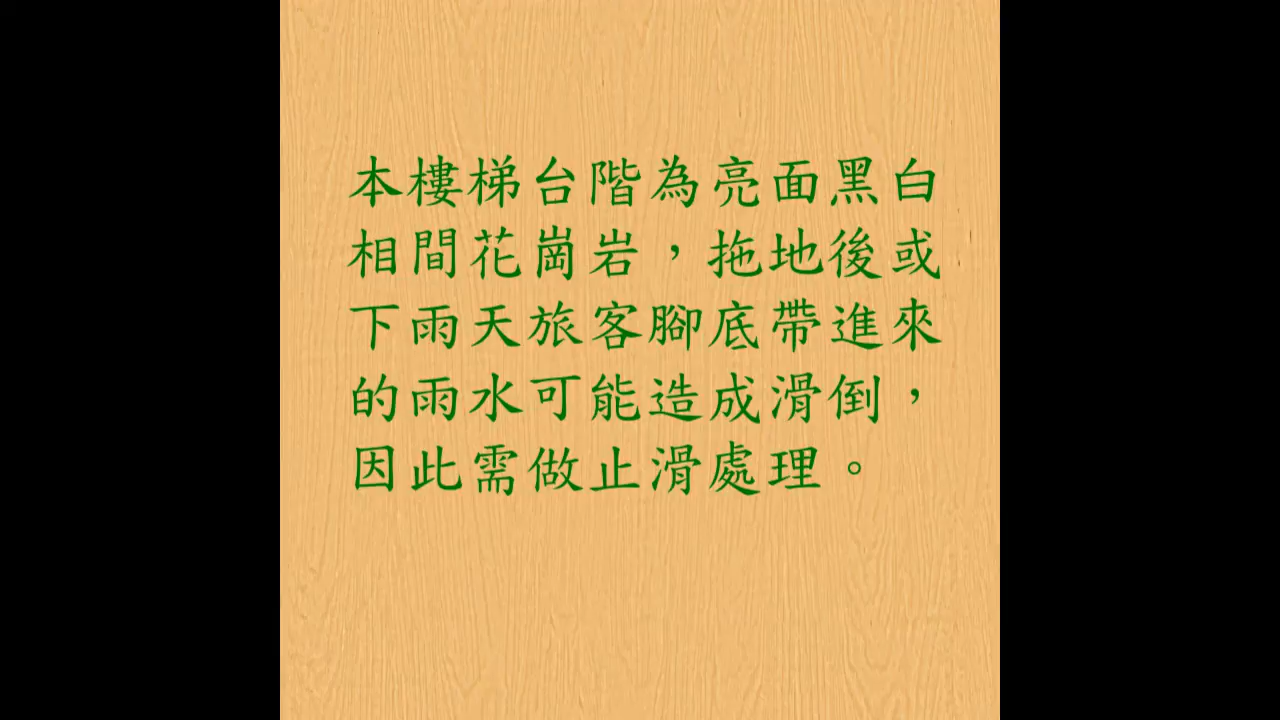 本樓梯台階為亮面黑白
相間花崗岩，拖地後或
下雨天旅客腳底帶進來
的雨水可能造成滑倒，
因此需做止滑處理。